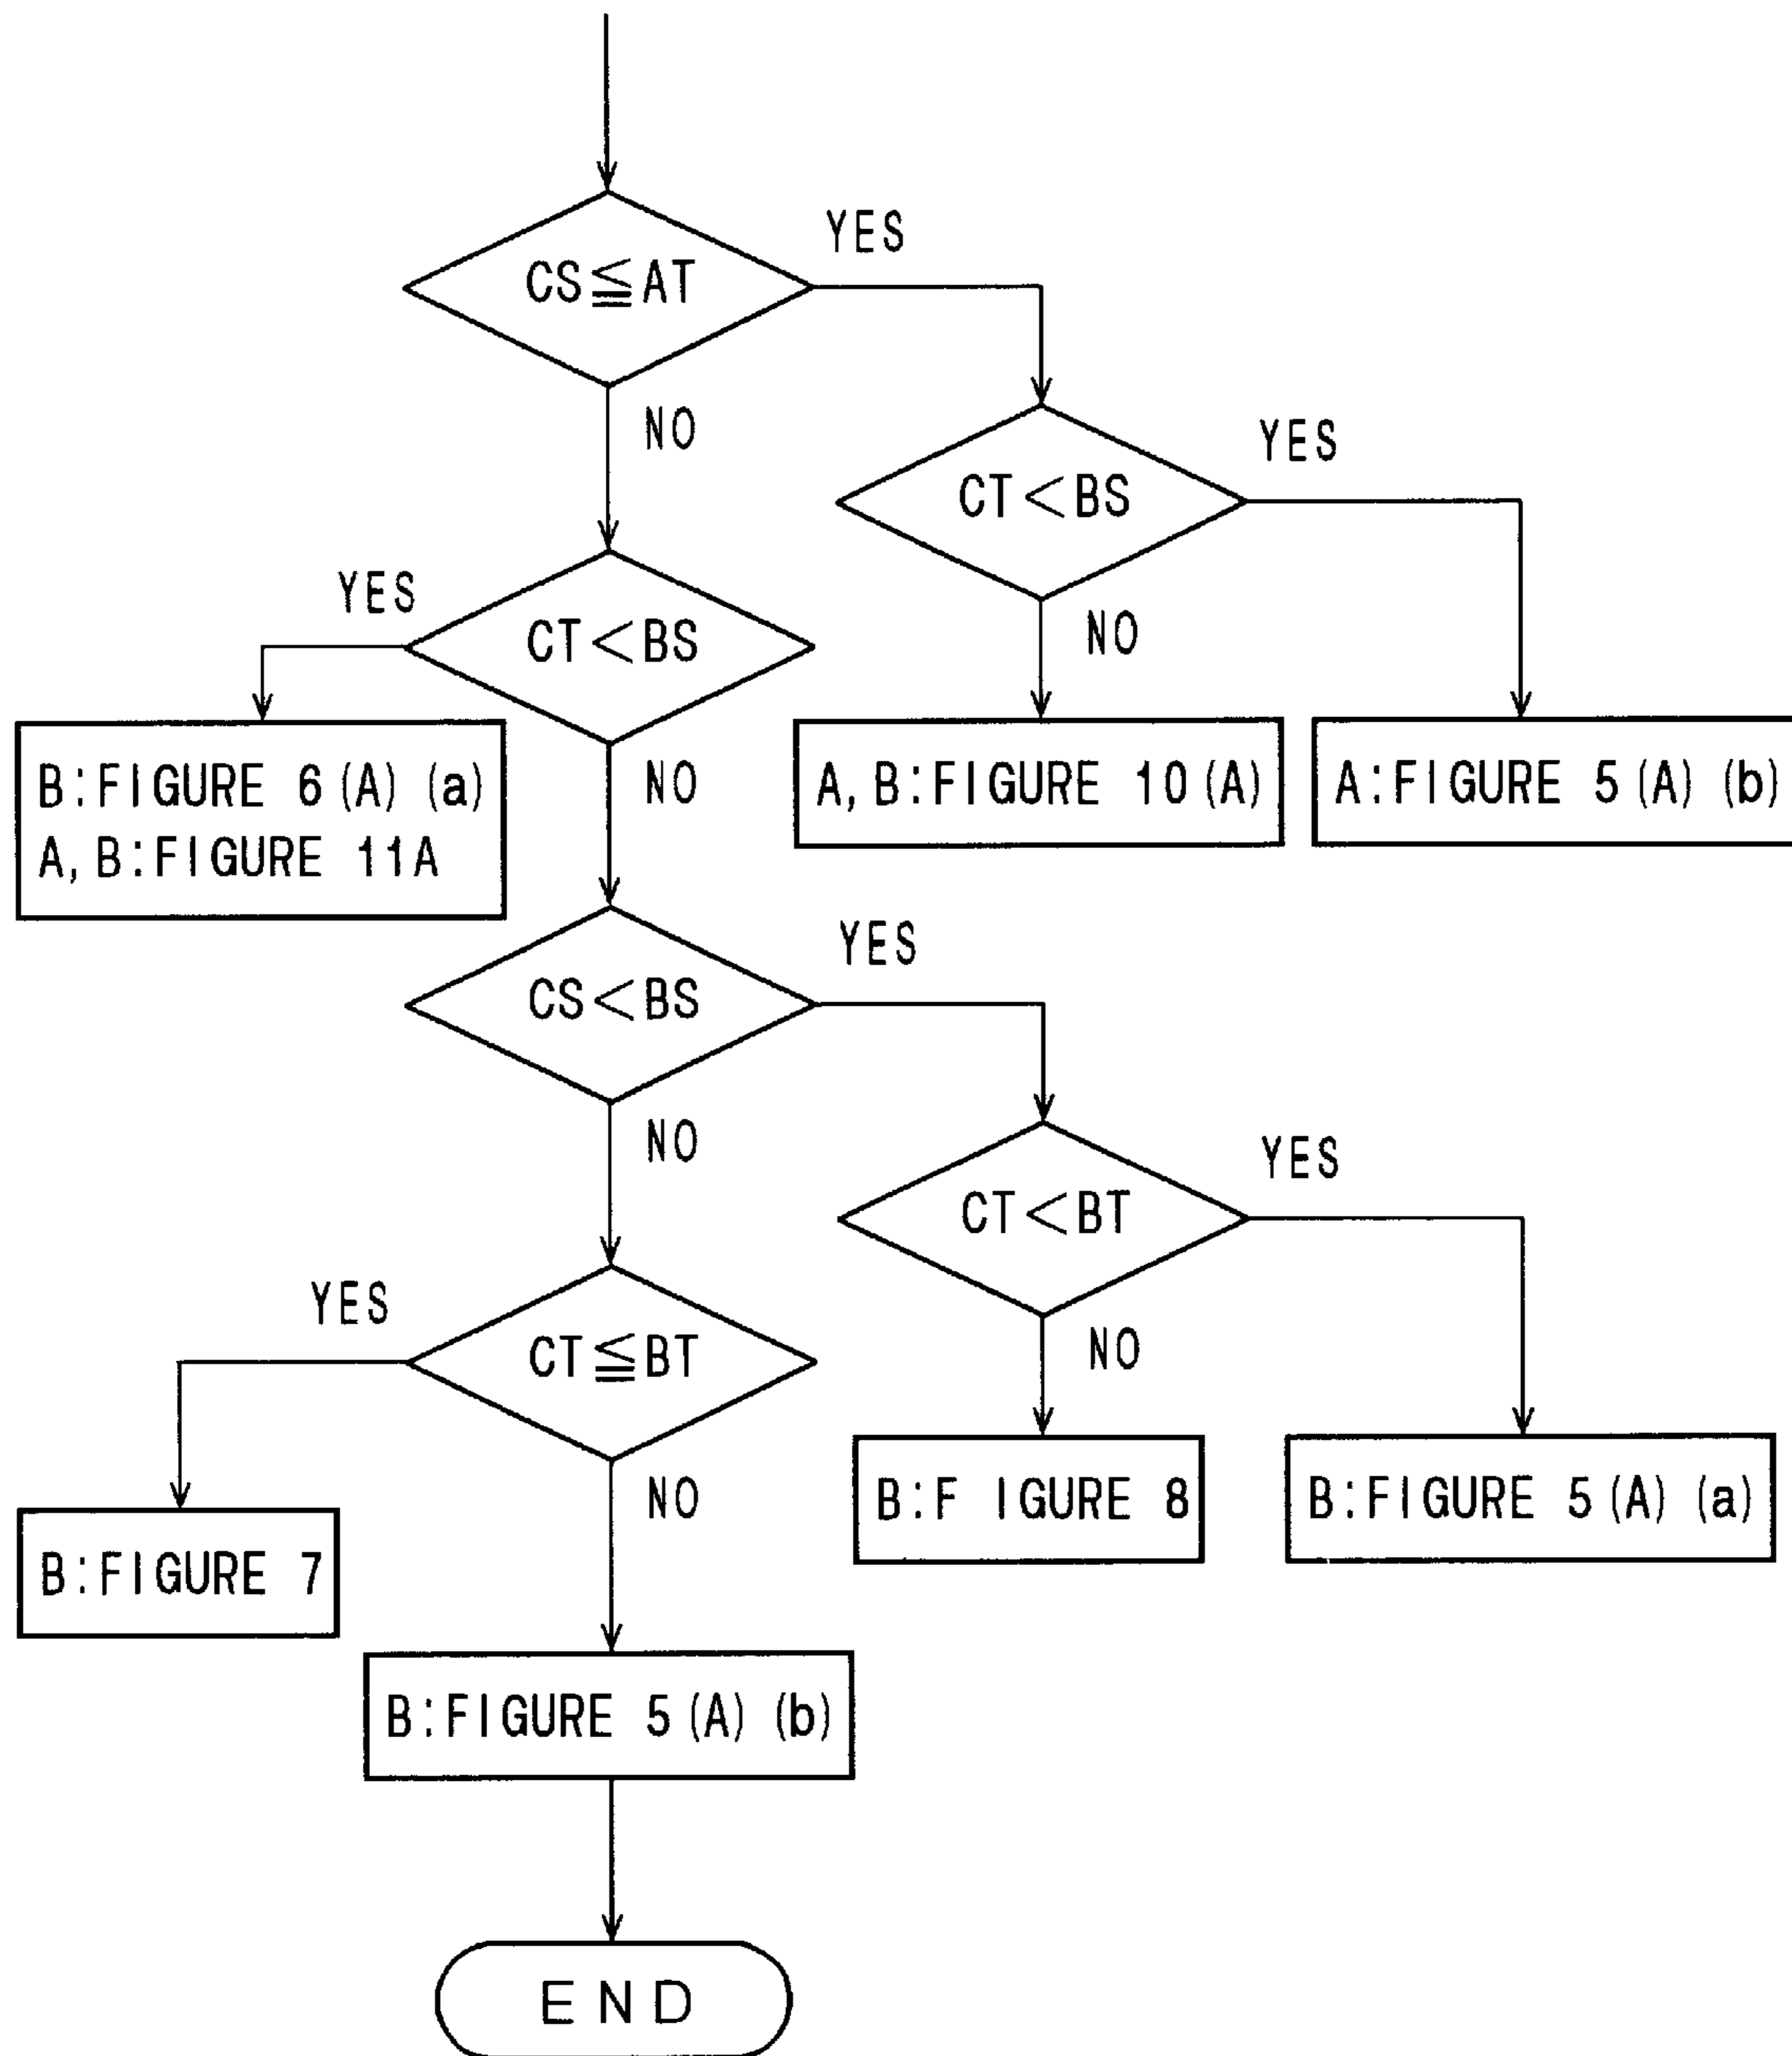 YES
CS≦AT
NO
YES
CT<BS
YES
CT<BS
NO
B:FIGURE 6(A) (a)
A, B:FIGURE 11A
NO
A, B:FIGURE 10(A)
A:FIGURE 5(A) (b)
YES
CS<BS
NO
YES
CT<BT
YES
CT≦BT
NO
NO
B:FIGURE 7
B:F IGURE 8
B:FIGURE 5(A) (a)
B:FIGURE 5(A) (b)
END